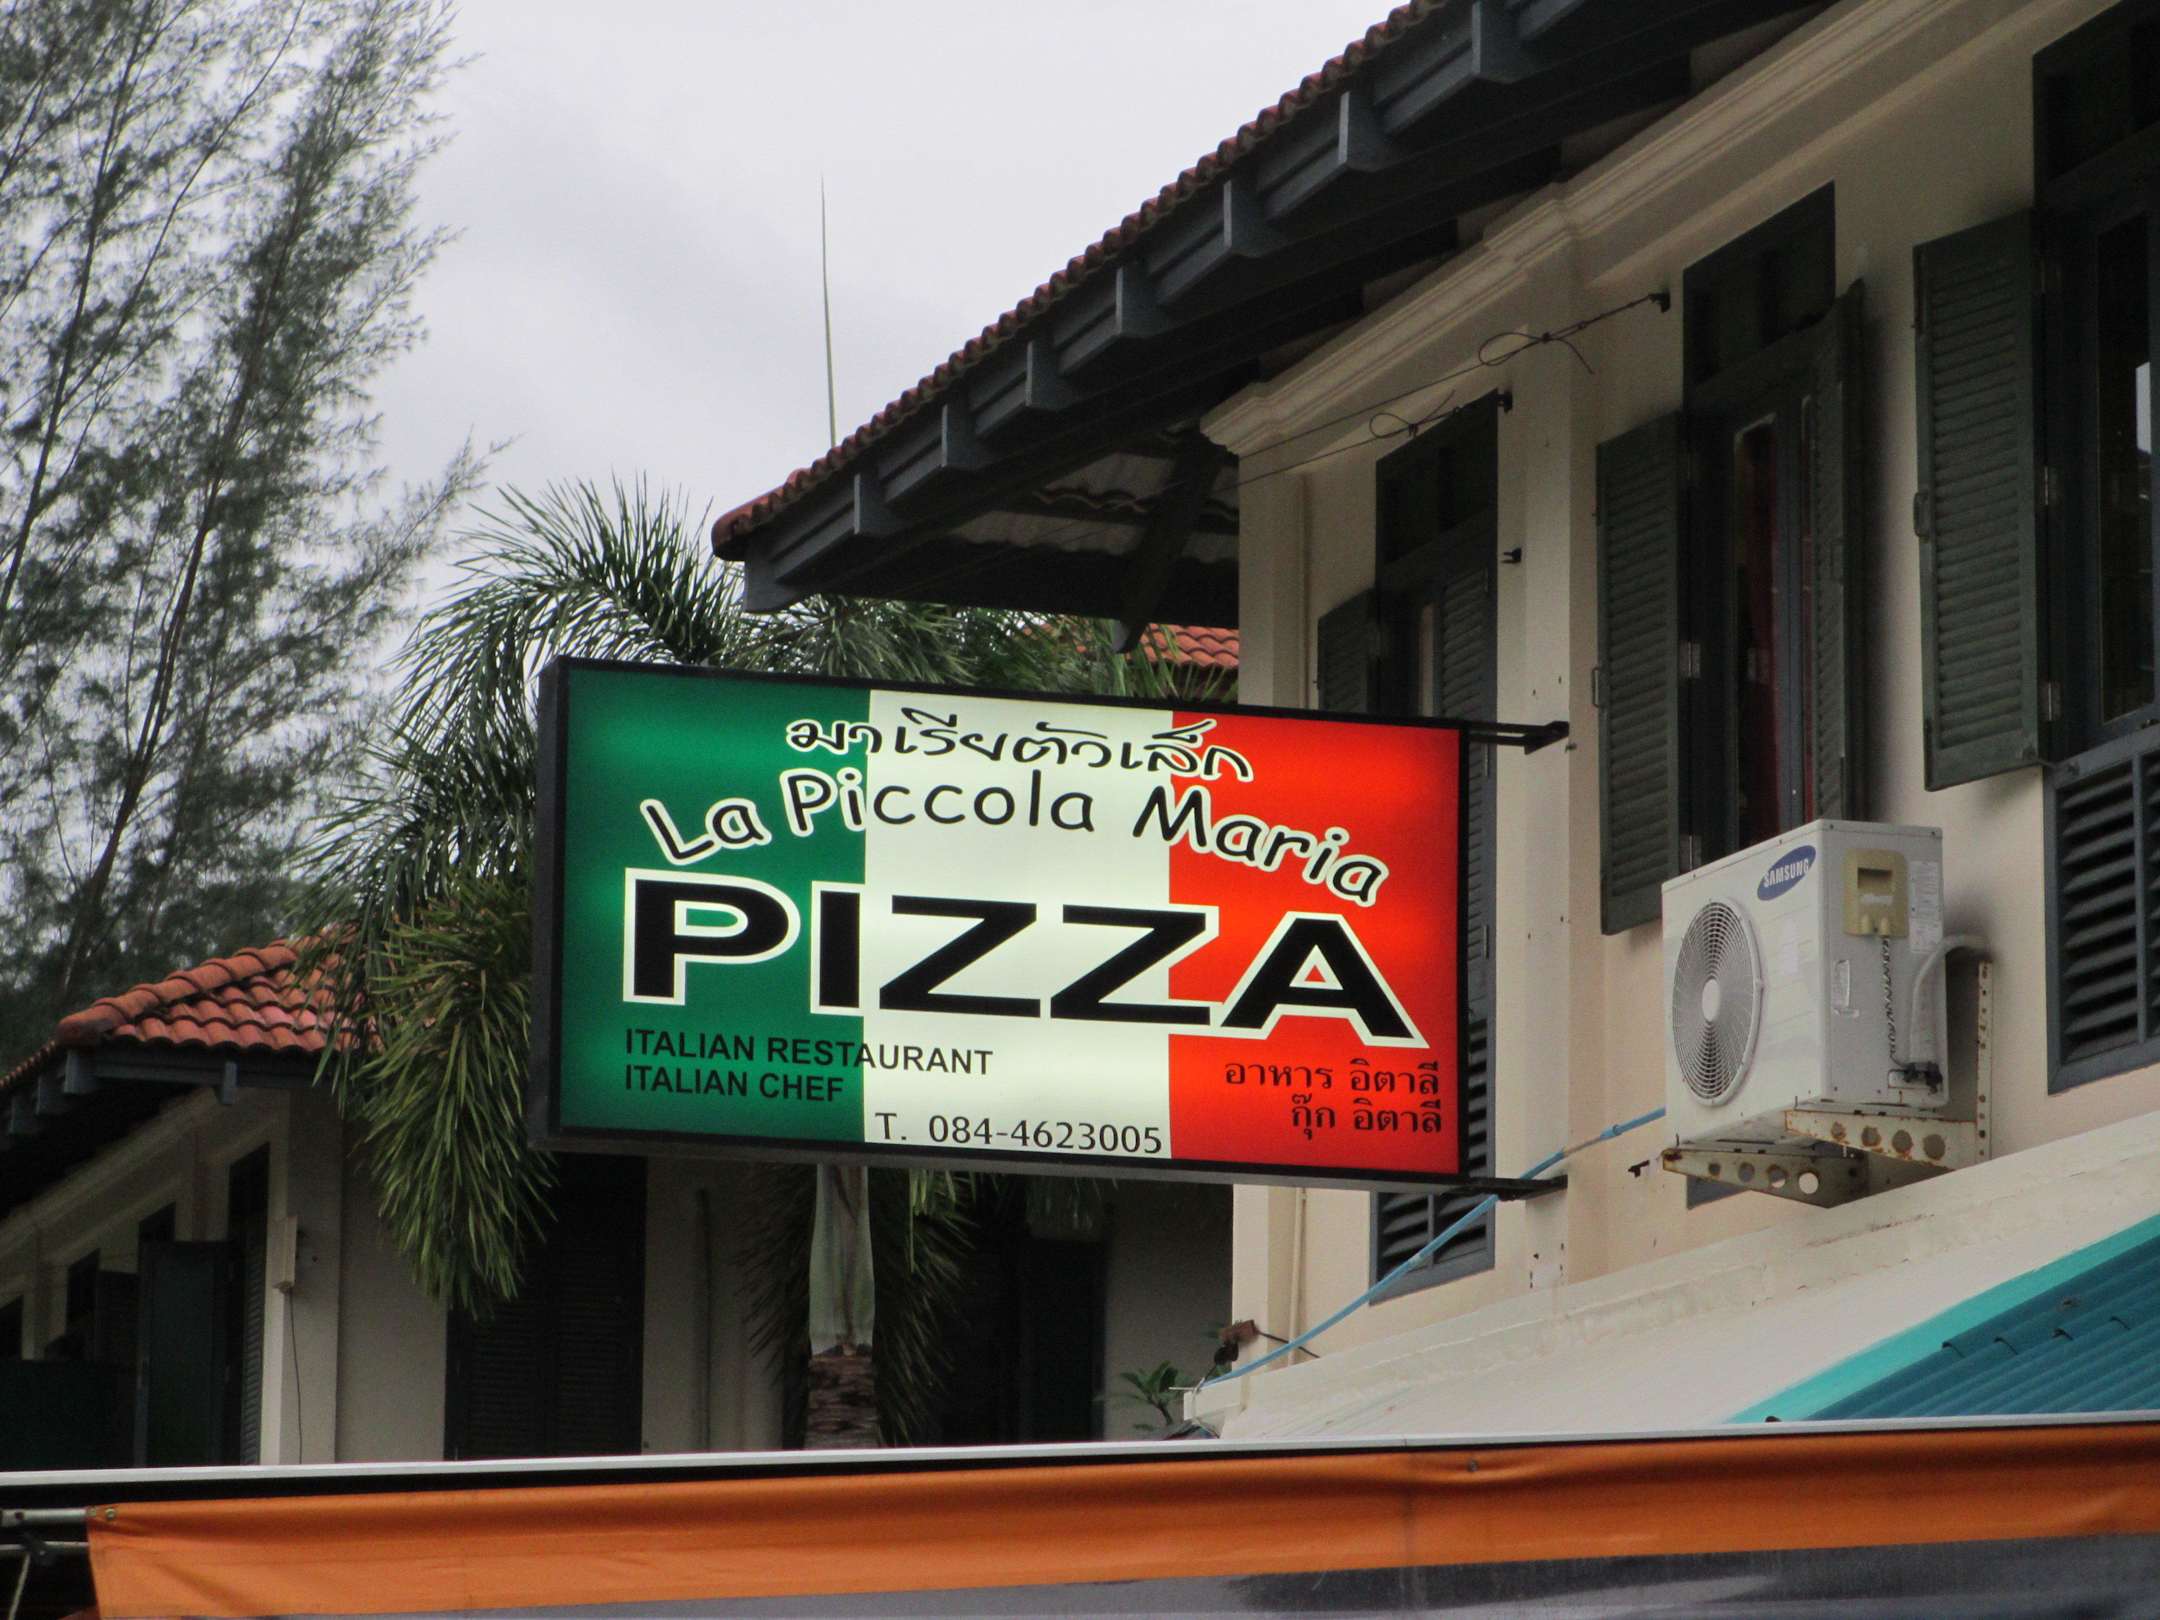 มาเรียตัวเล็ก
La Piccola Maria
PIZZA
ITALIAN RESTAURANT
ITALIAN CHEF
อาหาร อิตาลี
กุ๊ก อิตาลี
T. 084-4623005
SAMSUNG